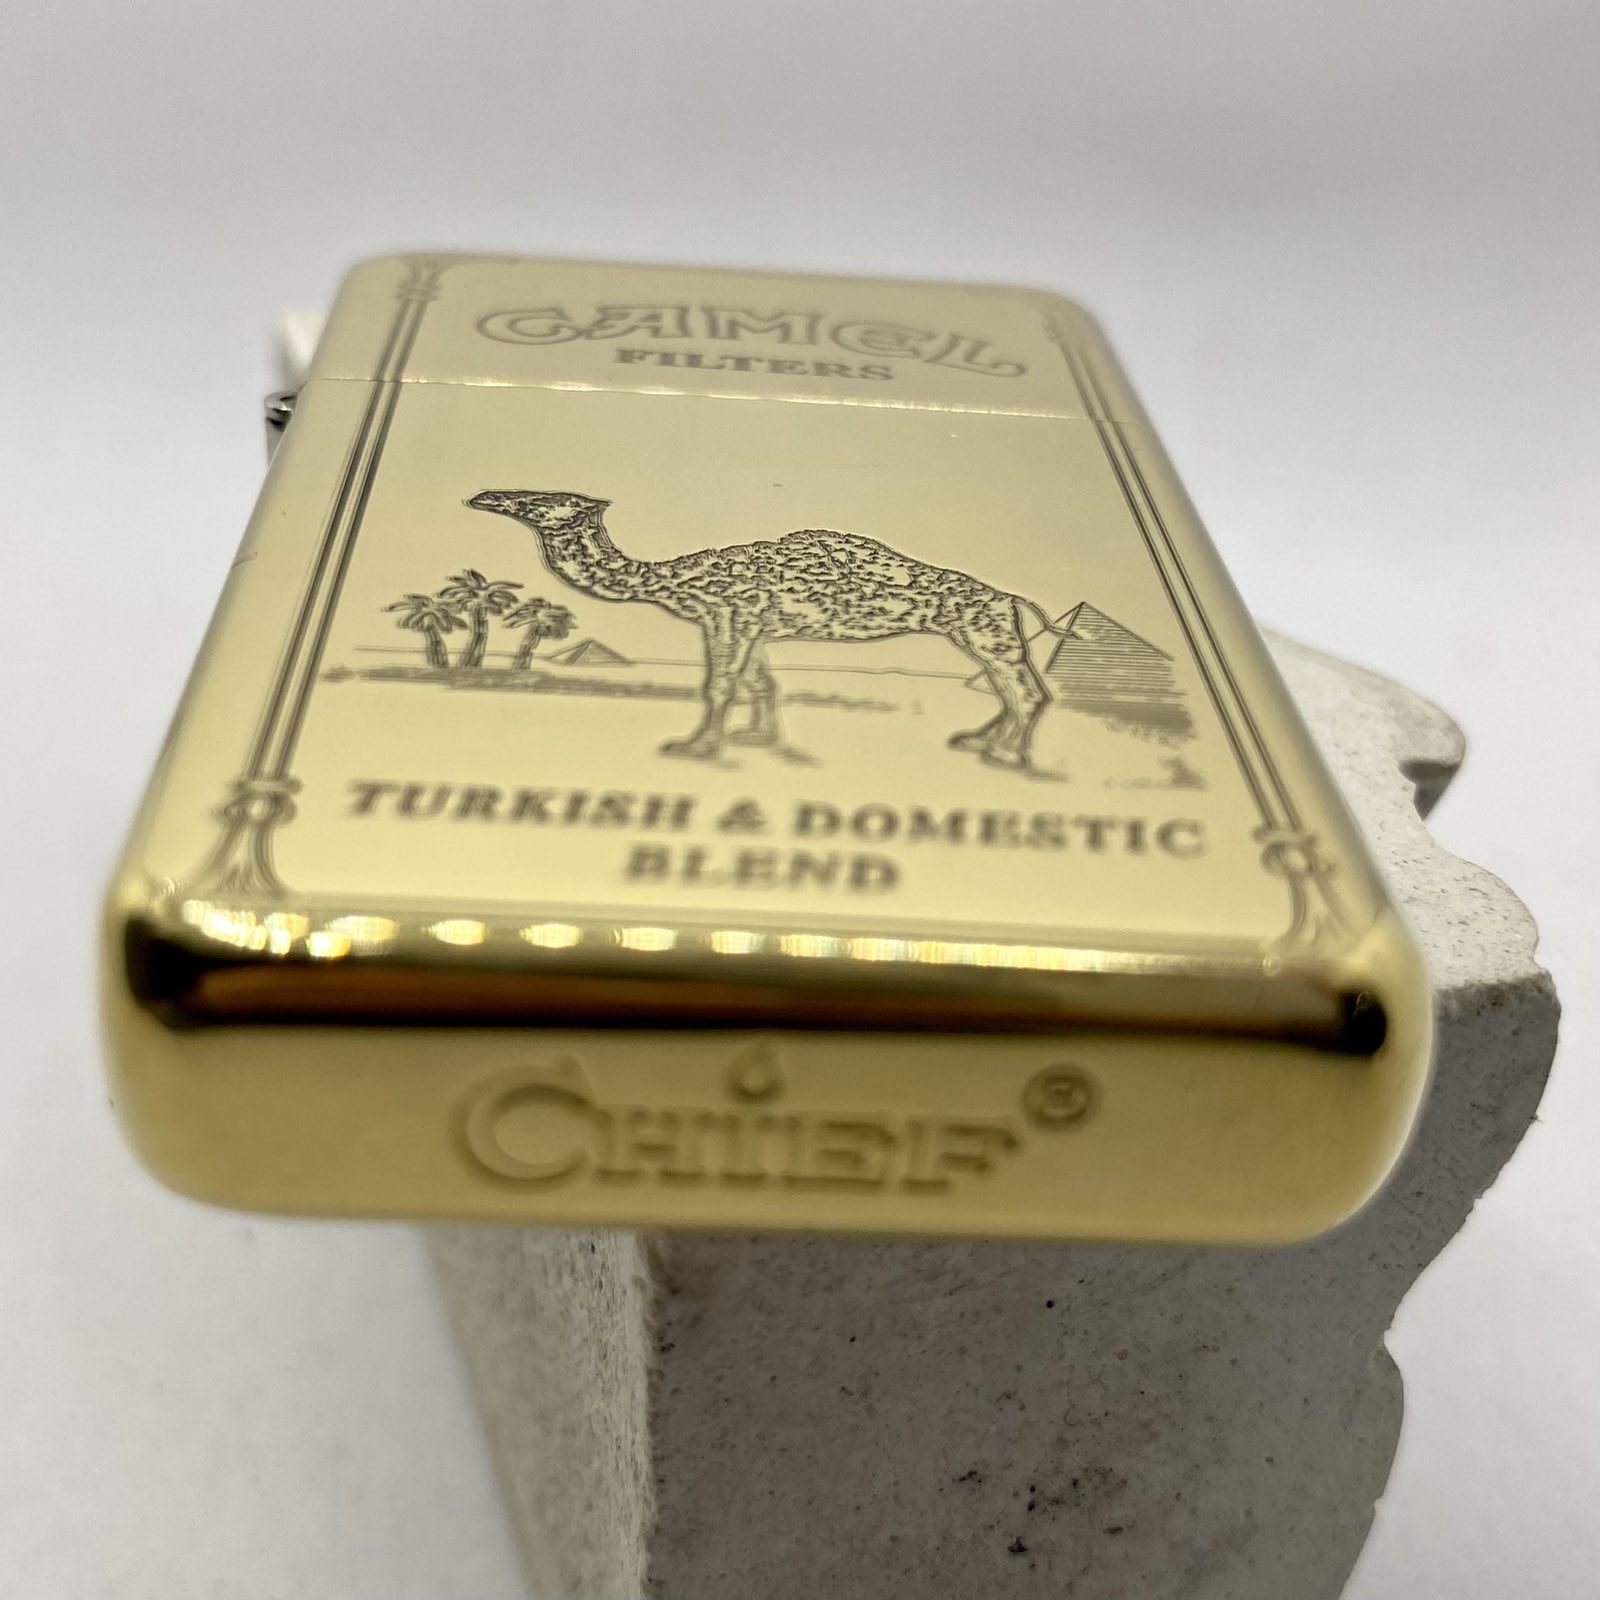 CAMEL
FILTERS
TURKISH & DOMESTIC
BLEND
CHIEF®